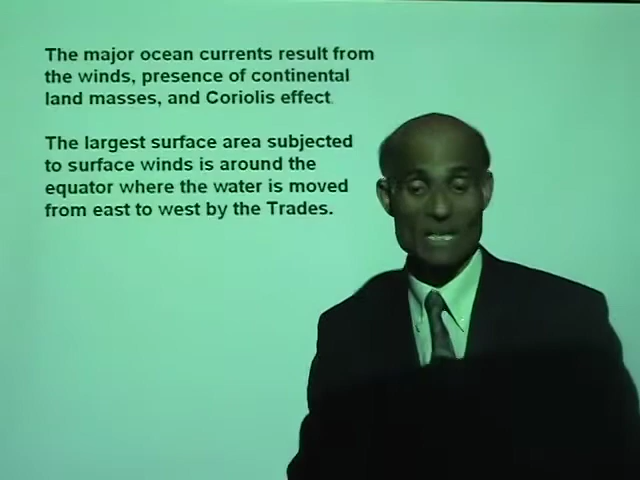 The major ocean currents result from
the winds, presence of continental
land masses, and Coriolis effect.
The largest surface area subjected
to surface winds is around the
equator where the water is moved
from east to west by the Trades.